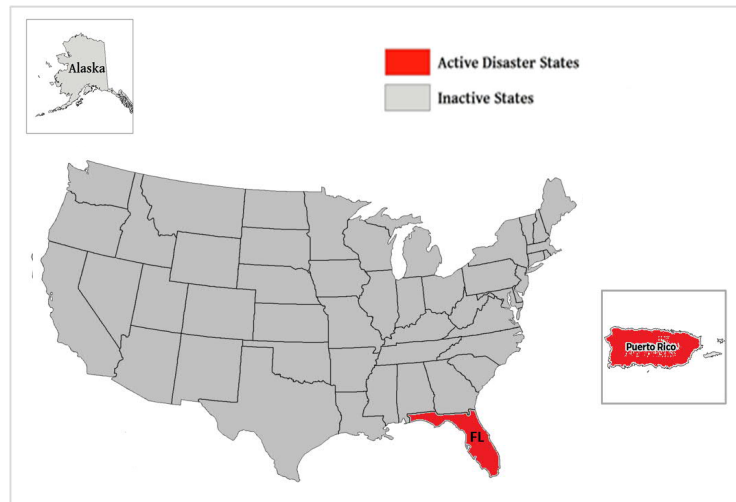 Alaska
Active Disaster States
Inactive States
Puerto Rico
FL